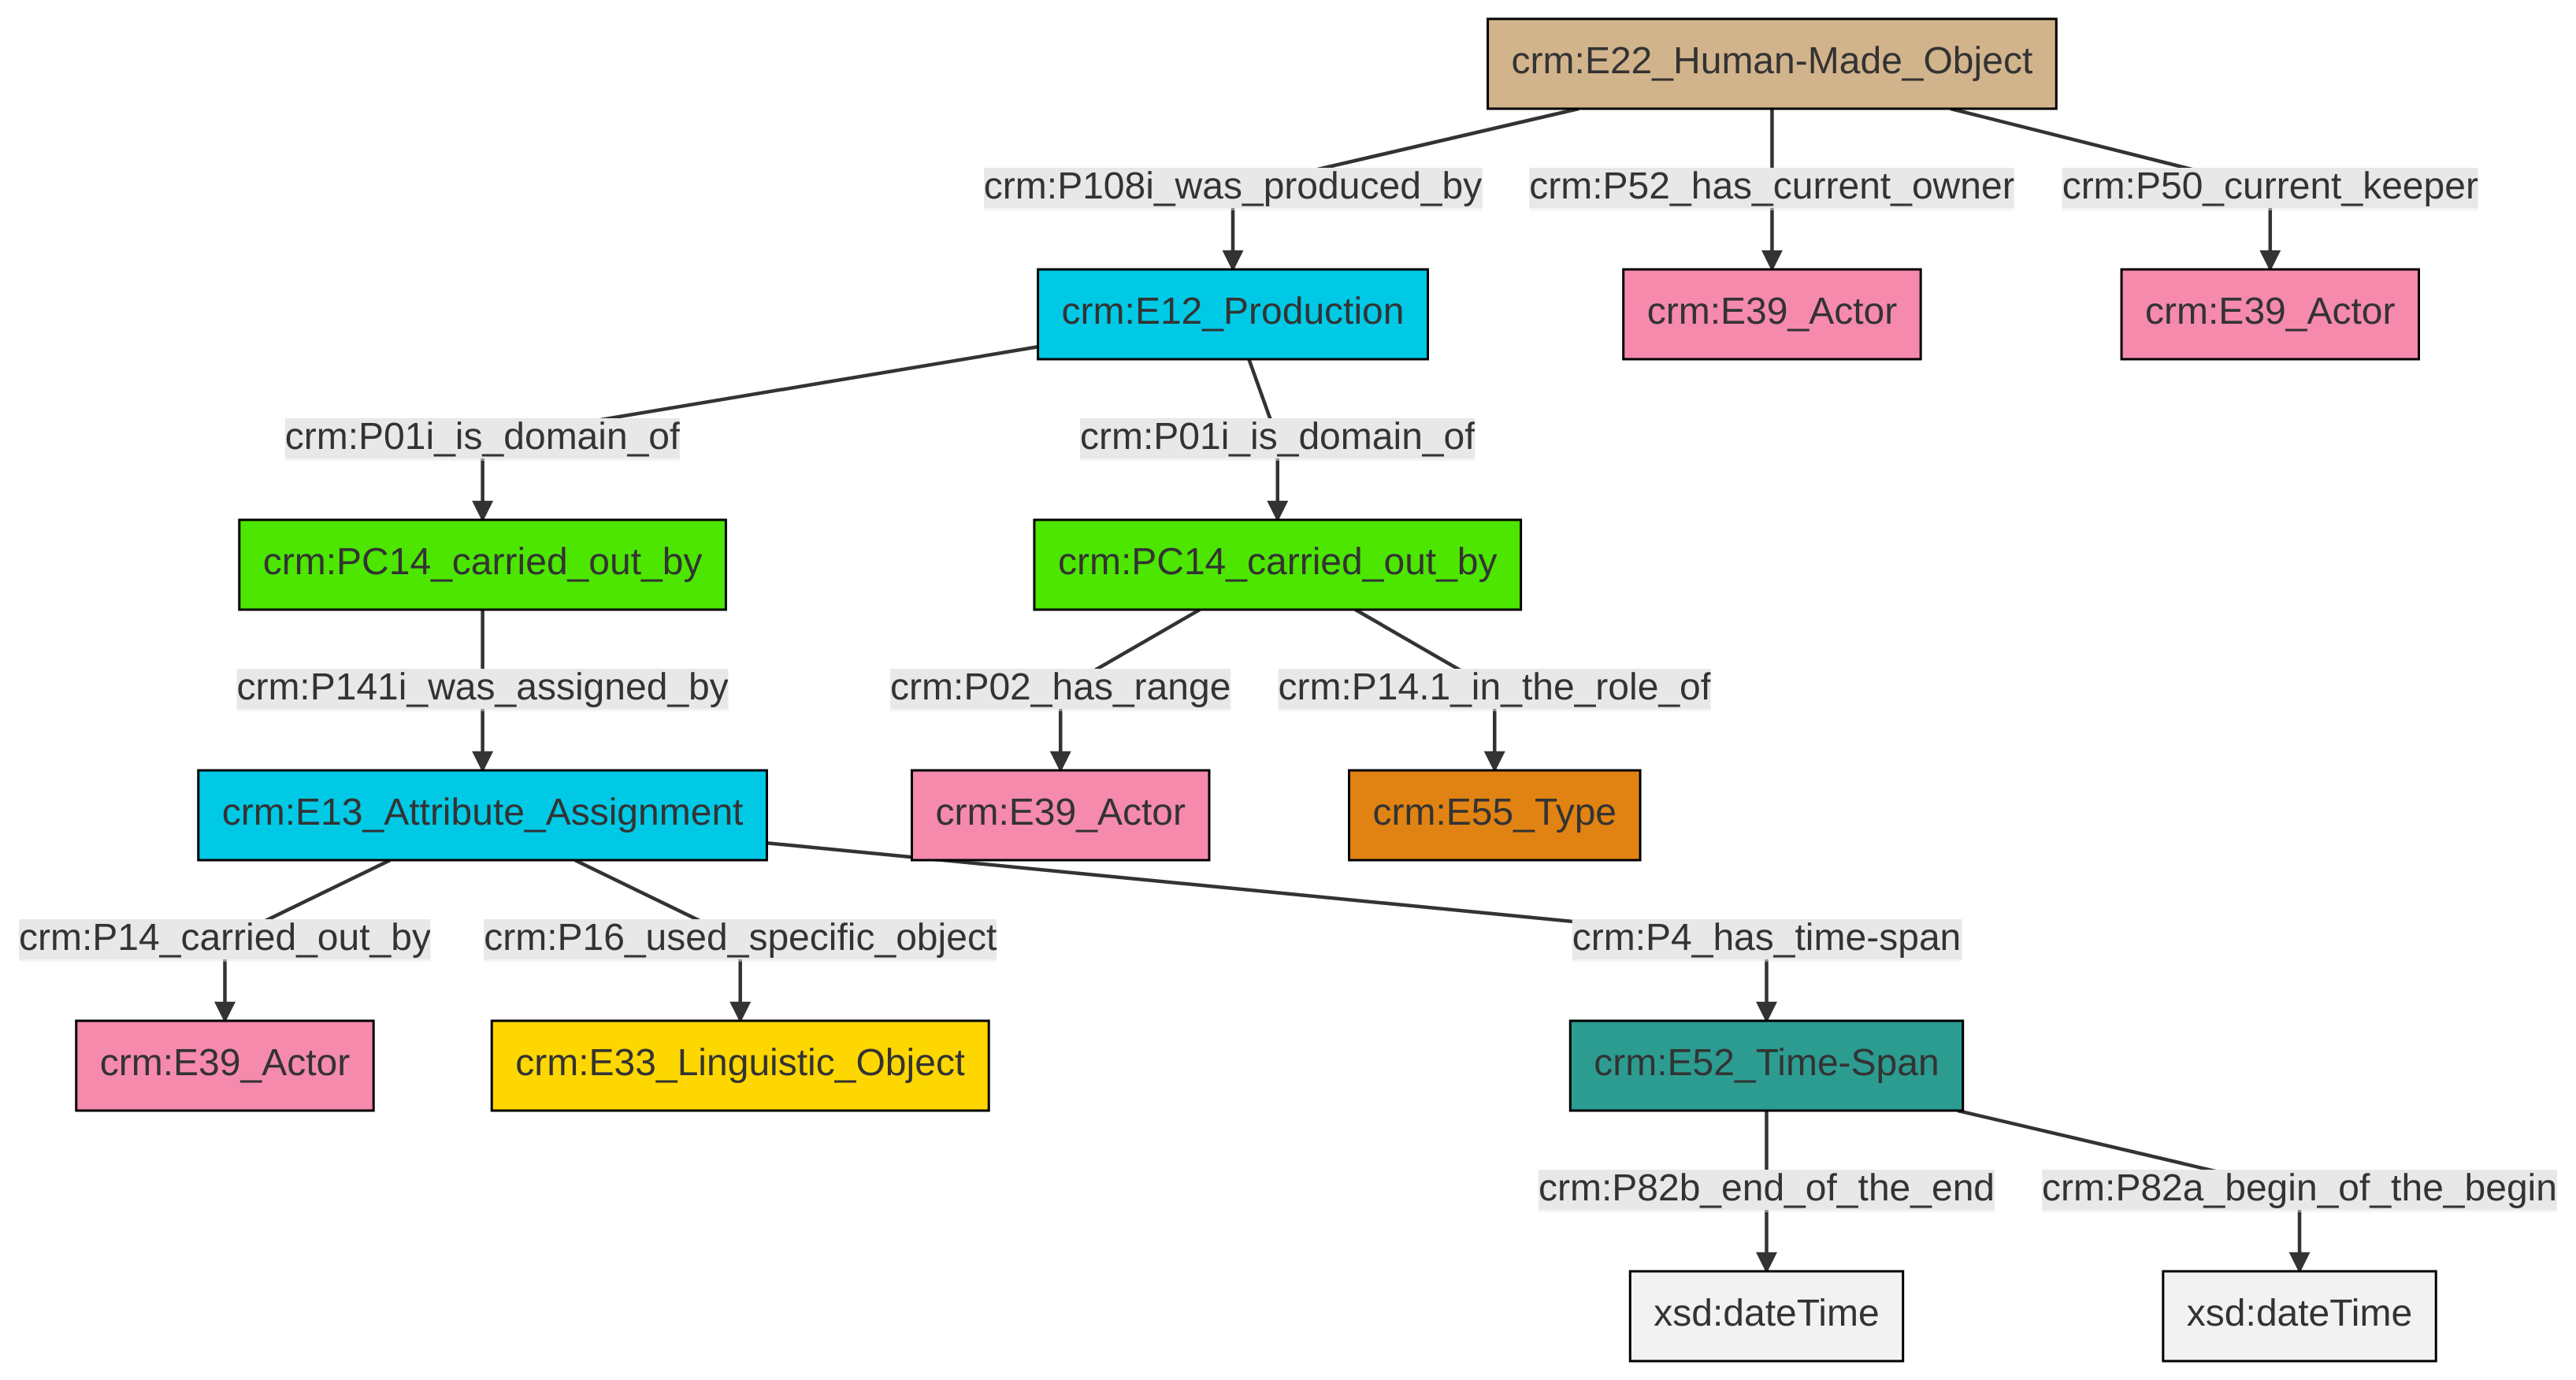 crm:E22_Human-Made_Object
crm:P108i_was_produced_by
crm:P52_has_current_owner
crm:P50_current_keeper
crm:E12_Production
crm:E39_Actor
crm:E39_Actor
crm:P01i_is_domain_of
crm:P01i_is_domain_of
crm:PC14_carried_out_by
crm:PC14_carried_out_by
crm:P141i_was_assigned_by
crm:P02_has_range
crm:P14.1_in_the_role_of
crm:E13_Attribute_Assignment
crm:E39_Actor
crm:E55_Type
crm:P14_carried_out_by
crm:P16_used_specific_object
crm:P4_has_time-span
crm:E39_Actor
crm:E33_Linguistic_Object
crm:E52_Time-Span
crm:P82b_end_of_the_end
crm:P82a_begin_of_the_begin
xsd:dateTime
xsd:dateTime